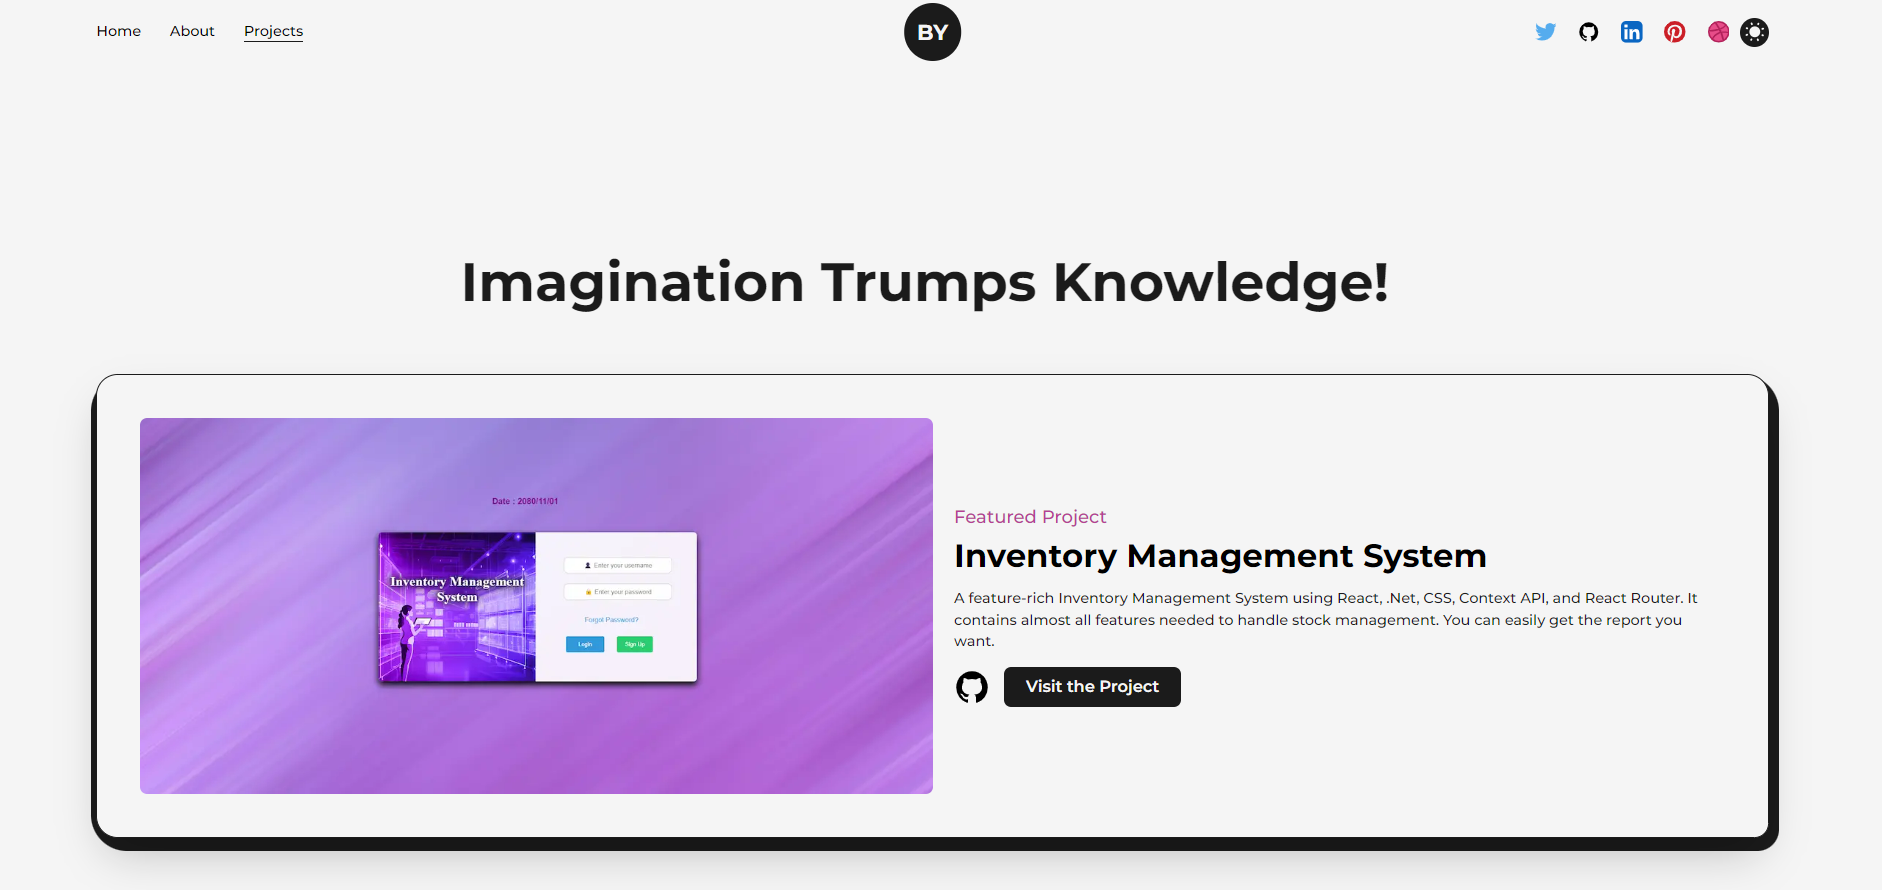 Home About Projects
BY
Imagination Trumps Knowledge!
Date : 2080/11/01
Inventory Management
System
Enter your username
Enter your password
Forgot Password?
Login Sign Up
Featured Project
Inventory Management System
A feature-rich Inventory Management System using React, .Net, CSS, Context API, and React Router. It
contains almost all features needed to handle stock management. You can easily get the report you
want.
Visit the Project